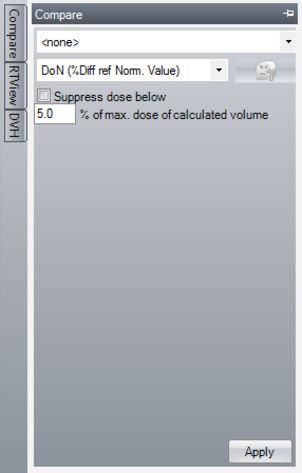 Compare
<none>
DoN (%Diff ref Norm. Value)
Suppress dose below
5.0 % of max. dose of calculated volume
Apply
Compare
RTView
DVH